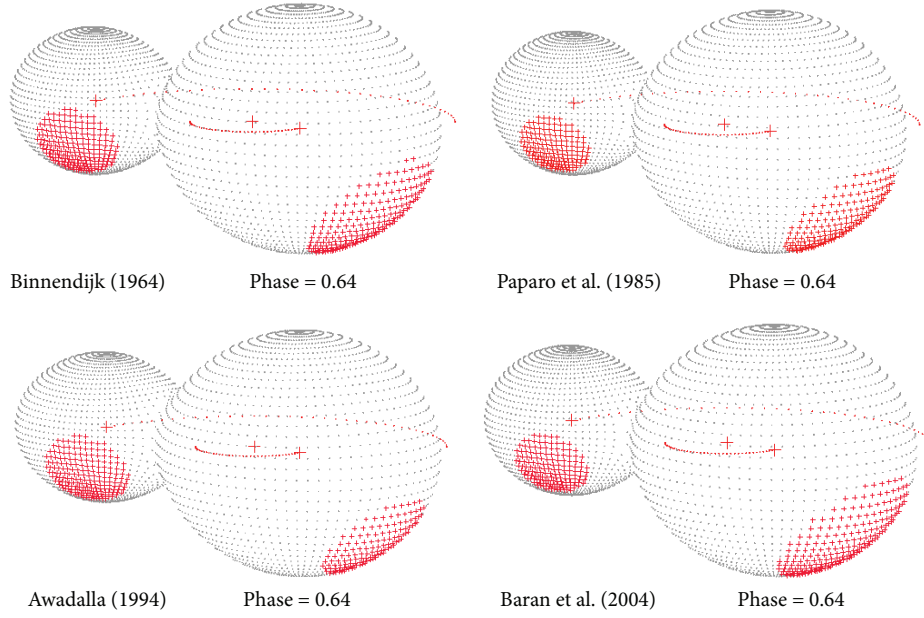 Binnendijk (1964) Phase = 0.64
Paparo et al. (1985) Phase = 0.64
Awadalla (1994) Phase = 0.64
Baran et al. (2004) Phase = 0.64